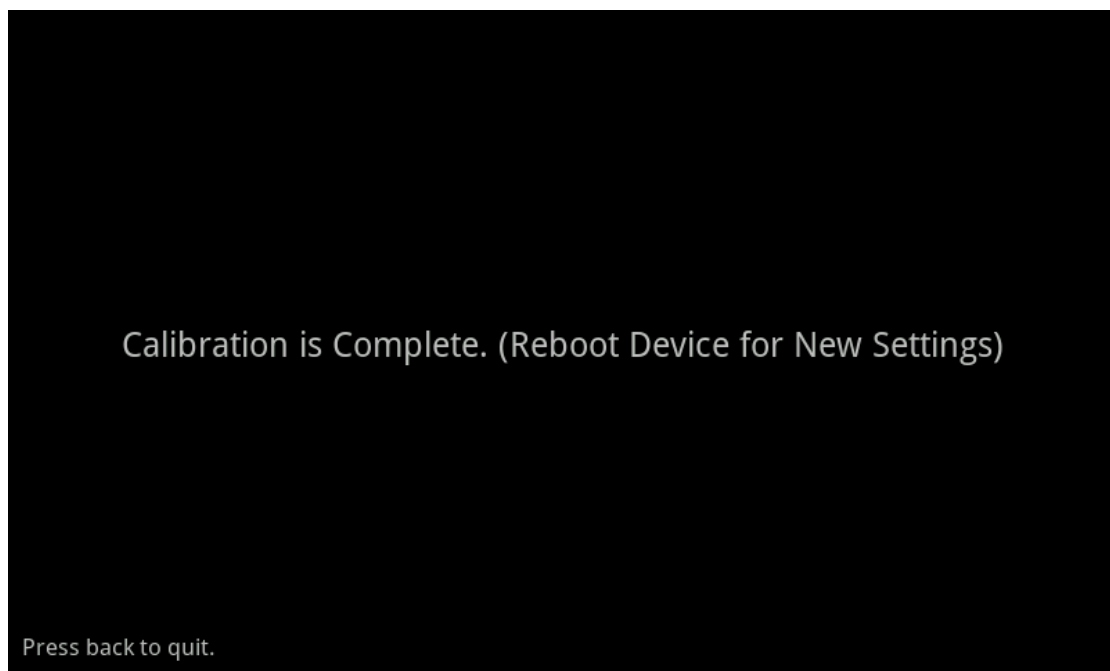 Calibration is Complete. (Reboot Device for New Settings)
Press back to quit.